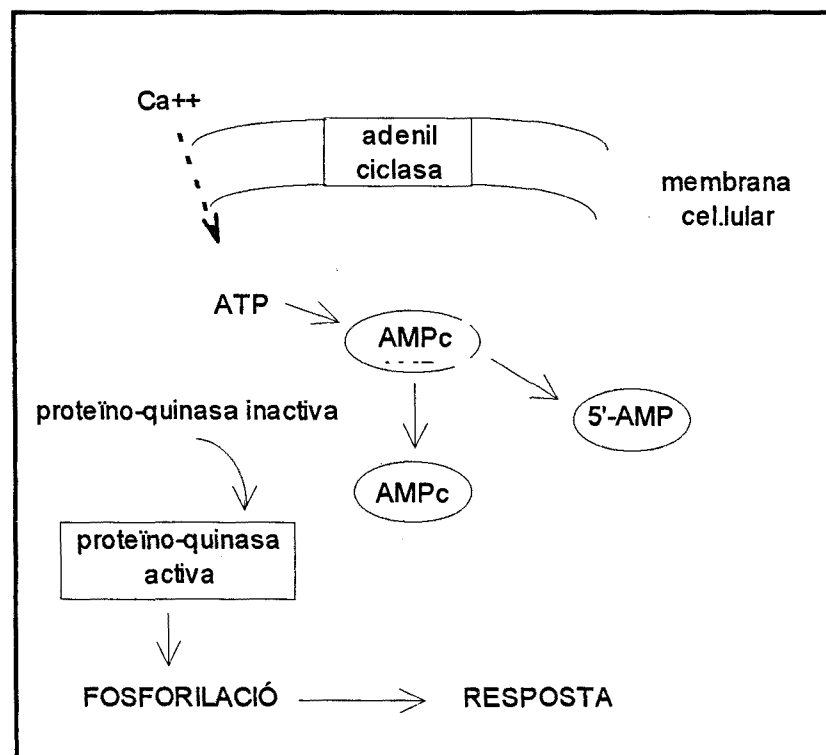 Ca++
adenil
ciclasa
membrana
cel.lular
ATP
AMPc
5'-AMP
proteïno-quinasa inactiva
AMPc
proteïno-quinasa
activa
FOSFORILACIÓ
RESPOSTA